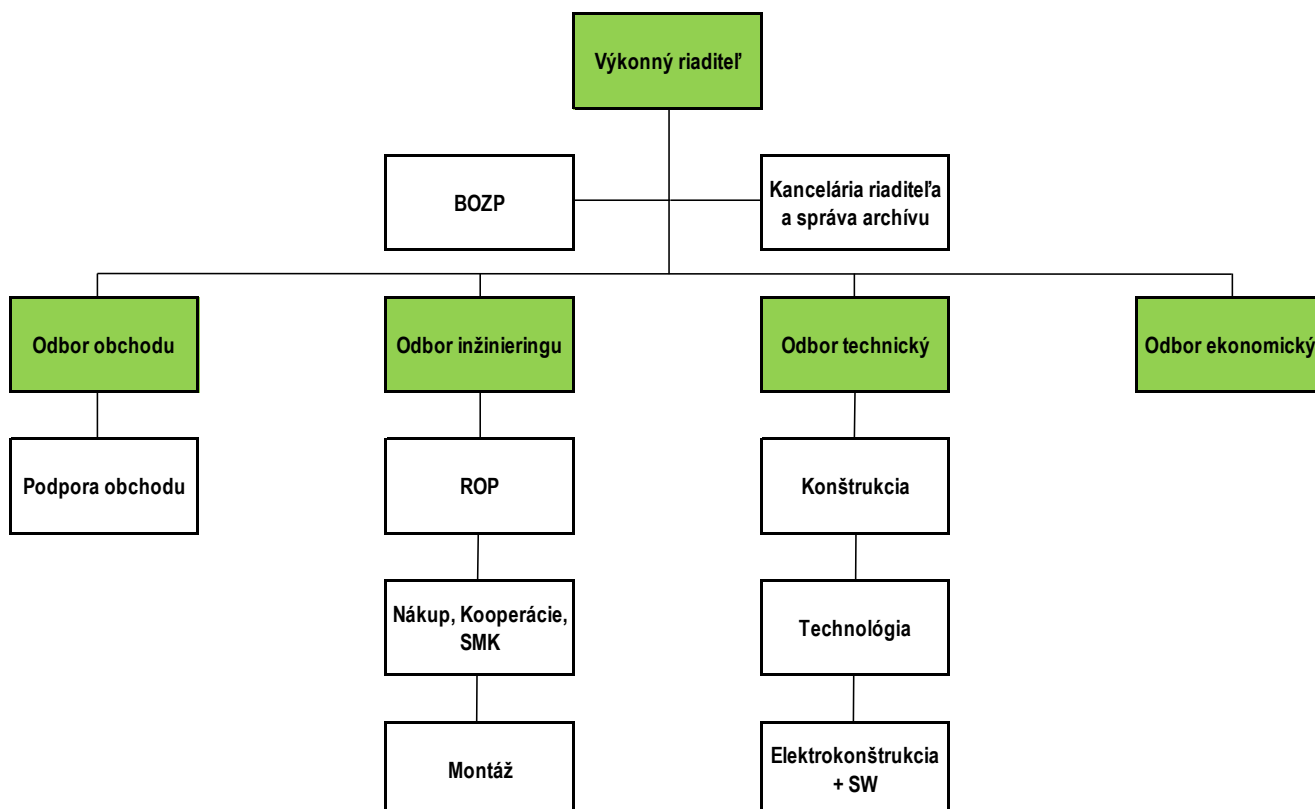 Výkonný riaditeľ
BOZP
Kancelária riaditeľa
a správa archívu
Odbor obchodu
Odbor inžinieringu
Odbor technický
Odbor ekonomický
Podpora obchodu
ROP
Konštrukcia
Nákup, Kooperácie,
SMK
Technológia
Montáž
Elektrokonštrukcia
+ SW